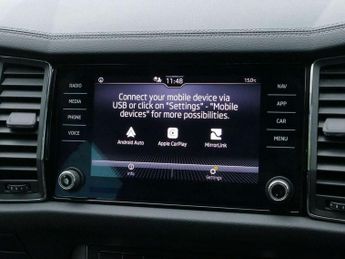 11:48
15.0°c
RADIO
MEDIA
PHONE
VOICE
NAV
APP
CAR
MENU
Connect your mobile device via
USB or click on "Settings" - "Mobile
devices" for more possibilities.
Android Auto
Apple CarPlay
MirrorLink
Info
Settings